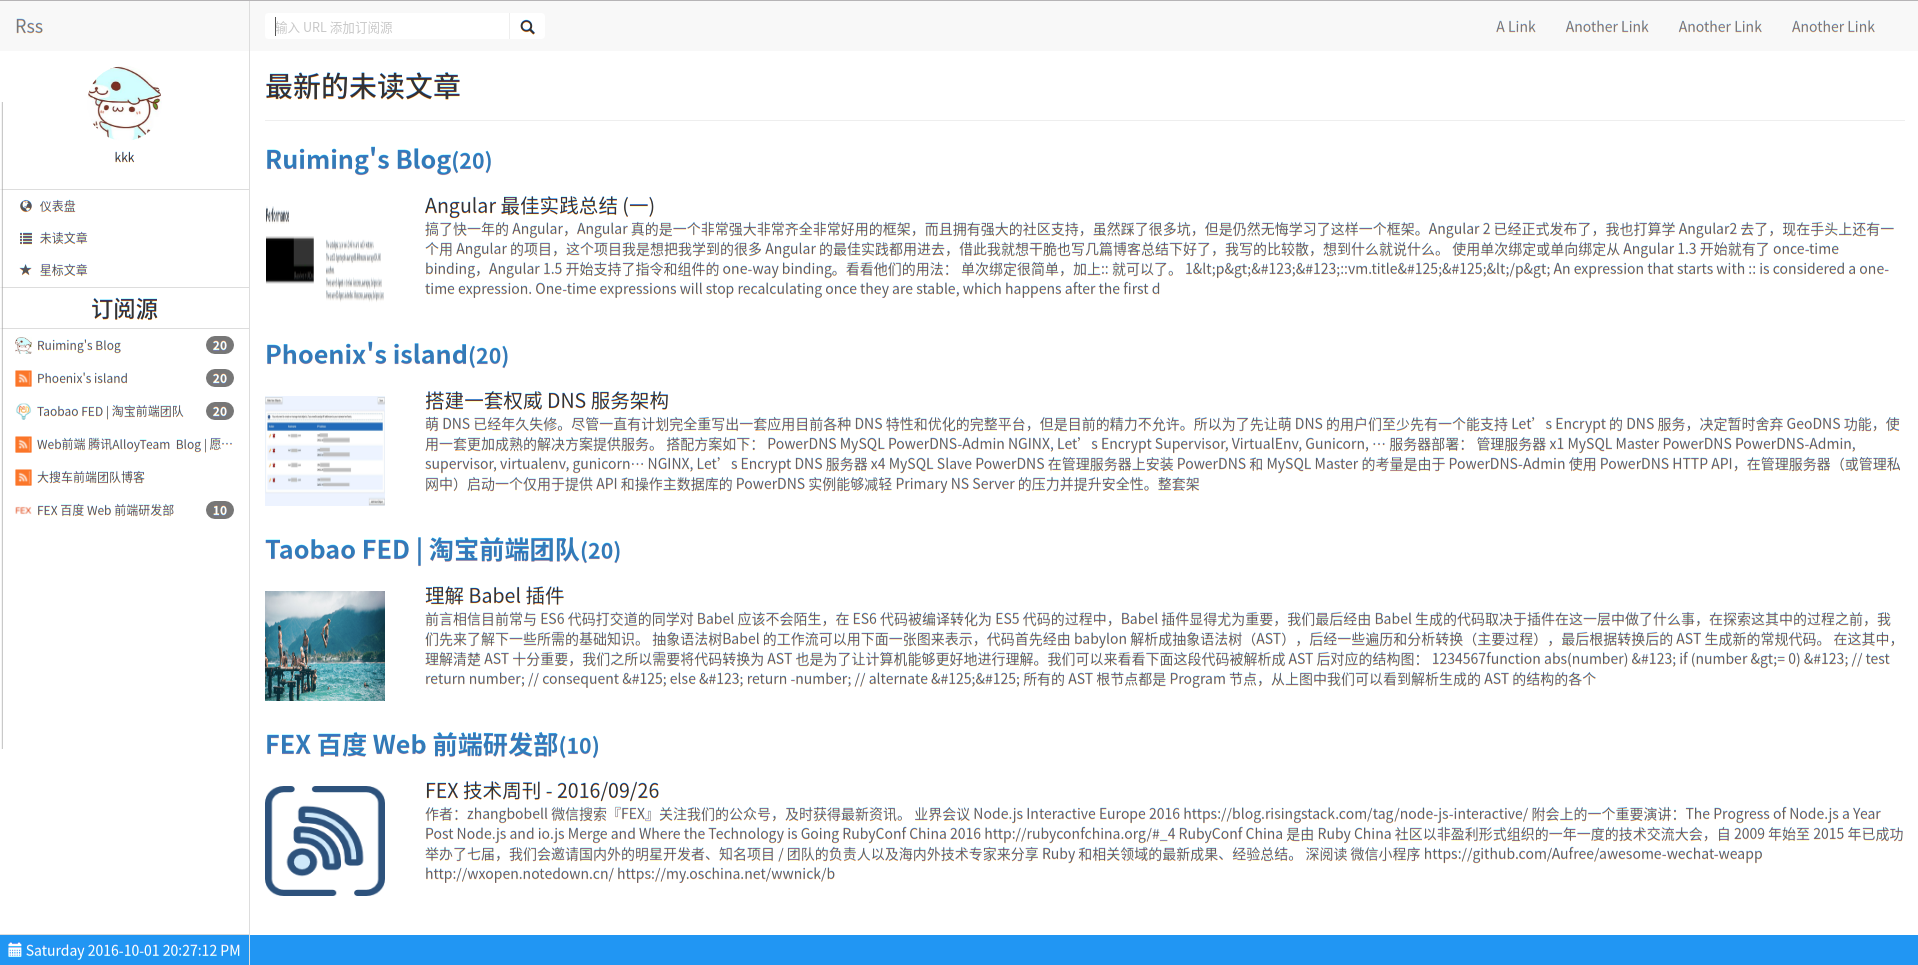 Rss
输入 URL 添加订阅源
A Link
Another Link
Another Link
Another Link
kkk
仪表盘
未读文章
星标文章
订阅源
Ruiming's Blog 20
Phoenix's island 20
Taobao FED | 淘宝前端团队 20
Web前端 腾讯AlloyTeam Blog | 愿…
大搜车前端团队博客
FEX 百度 Web 前端研发部 10
最新的未读文章
Ruiming's Blog(20)
Performance
Angular 最佳实践总结 (一)
搞了快一年的 Angular，Angular 真的是一个非常强大非常齐全非常好用的框架，而且拥有强大的社区支持，虽然踩了很多坑，但是仍然无悔学习了这样一个框架。Angular 2 已经正式发布了，我也打算学 Angular2 去了，现在手头上还有一
个用 Angular 的项目，这个项目我是想把我学到的很多 Angular 的最佳实践都用进去，借此我就想干脆也写几篇博客总结下好了，我写的比较散，想到什么就说什么。 使用单次绑定或单向绑定从 Angular 1.3 开始就有了 once-time
binding，Angular 1.5 开始支持了指令和组件的 one-way binding。看看他们的用法： 单次绑定很简单，加上:: 就可以了。 1&lt;p&gt;&#123;&#123;::vm.title&#125;&#125;&lt;/p&gt; An expression that starts with :: is considered a one-
time expression. One-time expressions will stop recalculating once they are stable, which happens after the first d
Phoenix's island(20)
搭建一套权威 DNS 服务架构
萌 DNS 已经年久失修。尽管一直有计划完全重写出一套应用目前各种 DNS 特性和优化的完整平台，但是目前的精力不允许。所以为了先让萌 DNS 的用户们至少先有一个能支持 Let’s Encrypt 的 DNS 服务，决定暂时舍弃 GeoDNS 功能，使
用一套更加成熟的解决方案提供服务。 搭配方案如下： PowerDNS MySQL PowerDNS-Admin NGINX, Let’s Encrypt Supervisor, VirtualEnv, Gunicorn, … 服务器部署： 管理服务器 x1 MySQL Master PowerDNS PowerDNS-Admin,
supervisor, virtualenv, gunicorn… NGINX, Let’s Encrypt DNS 服务器 x4 MySQL Slave PowerDNS 在管理服务器上安装 PowerDNS 和 MySQL Master 的考量是由于 PowerDNS-Admin 使用 PowerDNS HTTP API，在管理服务器（或管理私
网中）启动一个仅用于提供 API 和操作主数据库的 PowerDNS 实例能够减轻 Primary NS Server 的压力并提升安全性。整套架
Taobao FED | 淘宝前端团队(20)
理解 Babel 插件
前言相信目前常与 ES6 代码打交道的同学对 Babel 应该不会陌生，在 ES6 代码被编译转化为 ES5 代码的过程中，Babel 插件显得尤为重要，我们最后经由 Babel 生成的代码取决于插件在这一层中做了什么事，在探索这其中的过程之前，我
们先来了解下一些所需的基础知识。 抽象语法树Babel 的工作流可以用下面一张图来表示，代码首先经由 babylon 解析成抽象语法树（AST），后经一些遍历和分析转换（主要过程），最后根据转换后的 AST 生成新的常规代码。 在这其中，
理解清楚 AST 十分重要，我们之所以需要将代码转换为 AST 也是为了让计算机能够更好地进行理解。我们可以来看看下面这段代码被解析成 AST 后对应的结构图： 1234567function abs(number) &#123; if (number &gt;= 0) &#123; // test
return number; // consequent &#125; else &#123; return -number; // alternate &#125;&#125; 所有的 AST 根节点都是 Program 节点，从上图中我们可以看到解析生成的 AST 的结构的各个
FEX 百度 Web 前端研发部(10)
FEX 技术周刊 - 2016/09/26
作者：zhangbobell 微信搜索『FEX』关注我们的公众号，及时获得最新资讯。 业界会议 Node.js Interactive Europe 2016 https://blog.risingstack.com/tag/node-js-interactive/ 附会上的一个重要演讲：The Progress of Node.js a Year
Post Node.js and io.js Merge and Where the Technology is Going RubyConf China 2016 http://rubyconfchina.org/#_4 RubyConf China 是由 Ruby China 社区以非盈利形式组织的一年一度的技术交流大会，自 2009 年始至 2015 年已成功
举办了七届，我们会邀请国内外的明星开发者、知名项目 / 团队的负责人以及海内外技术专家来分享 Ruby 和相关领域的最新成果、经验总结。 深阅读 微信小程序 https://github.com/Aufree/awesome-wechat-weapp
http://wxopen.notedown.cn/ https://my.oschina.net/wwnick/b
Saturday 2016-10-01 20:27:12 PM